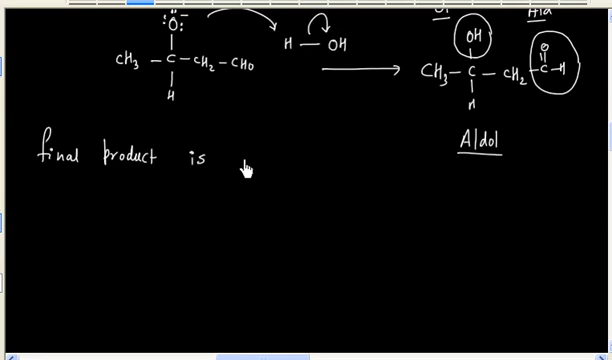 :Ö:⁻
H — OH
OH
O
CH₃ — C — CH₂ — CHO
CH₃ — C — CH₂ — C — H
H
H
Aldol
final product is